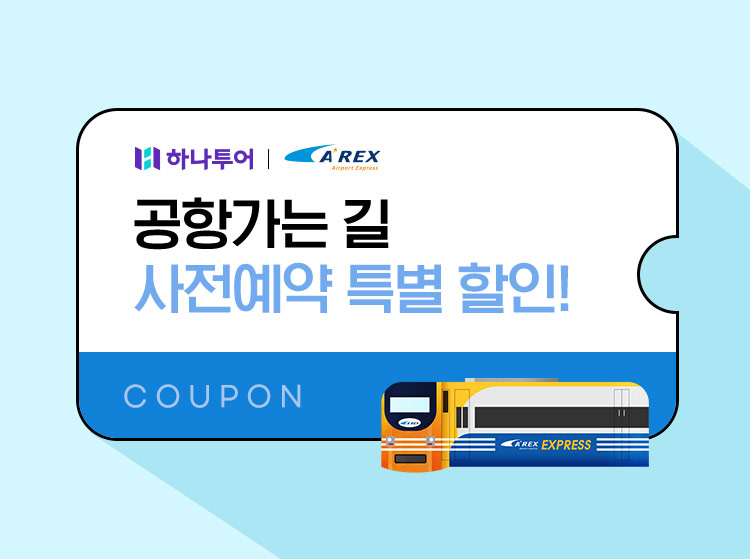 하나투어 | A'REX
Airport Express
공항가는 길
사전예약 특별 할인!
COUPON
A'REX
A'REX EXPRESS